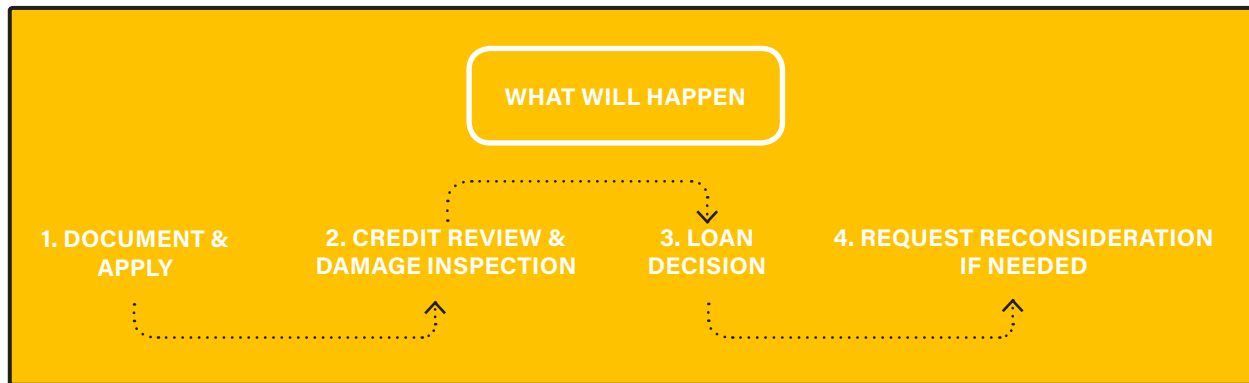 WHAT WILL HAPPEN
1. DOCUMENT &
APPLY
2. CREDIT REVIEW &
DAMAGE INSPECTION
3. LOAN
DECISION
4. REQUEST RECONSIDERATION
IF NEEDED